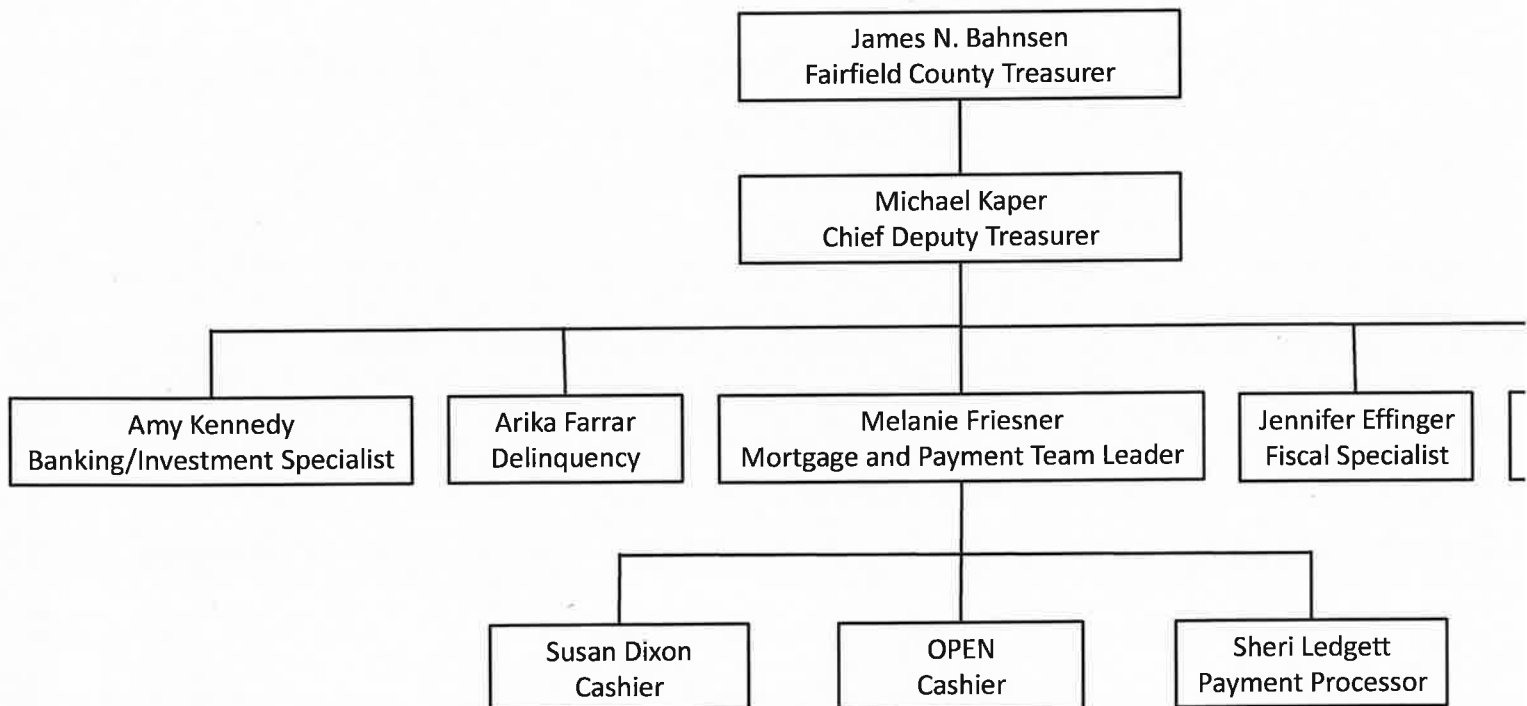 James N. Bahnsen
Fairfield County Treasurer
Michael Kaper
Chief Deputy Treasurer
Amy Kennedy
Banking/Investment Specialist
Arika Farrar
Delinquency
Melanie Friesner
Mortgage and Payment Team Leader
Jennifer Effinger
Fiscal Specialist
Susan Dixon
Cashier
OPEN
Cashier
Sheri Ledgett
Payment Processor